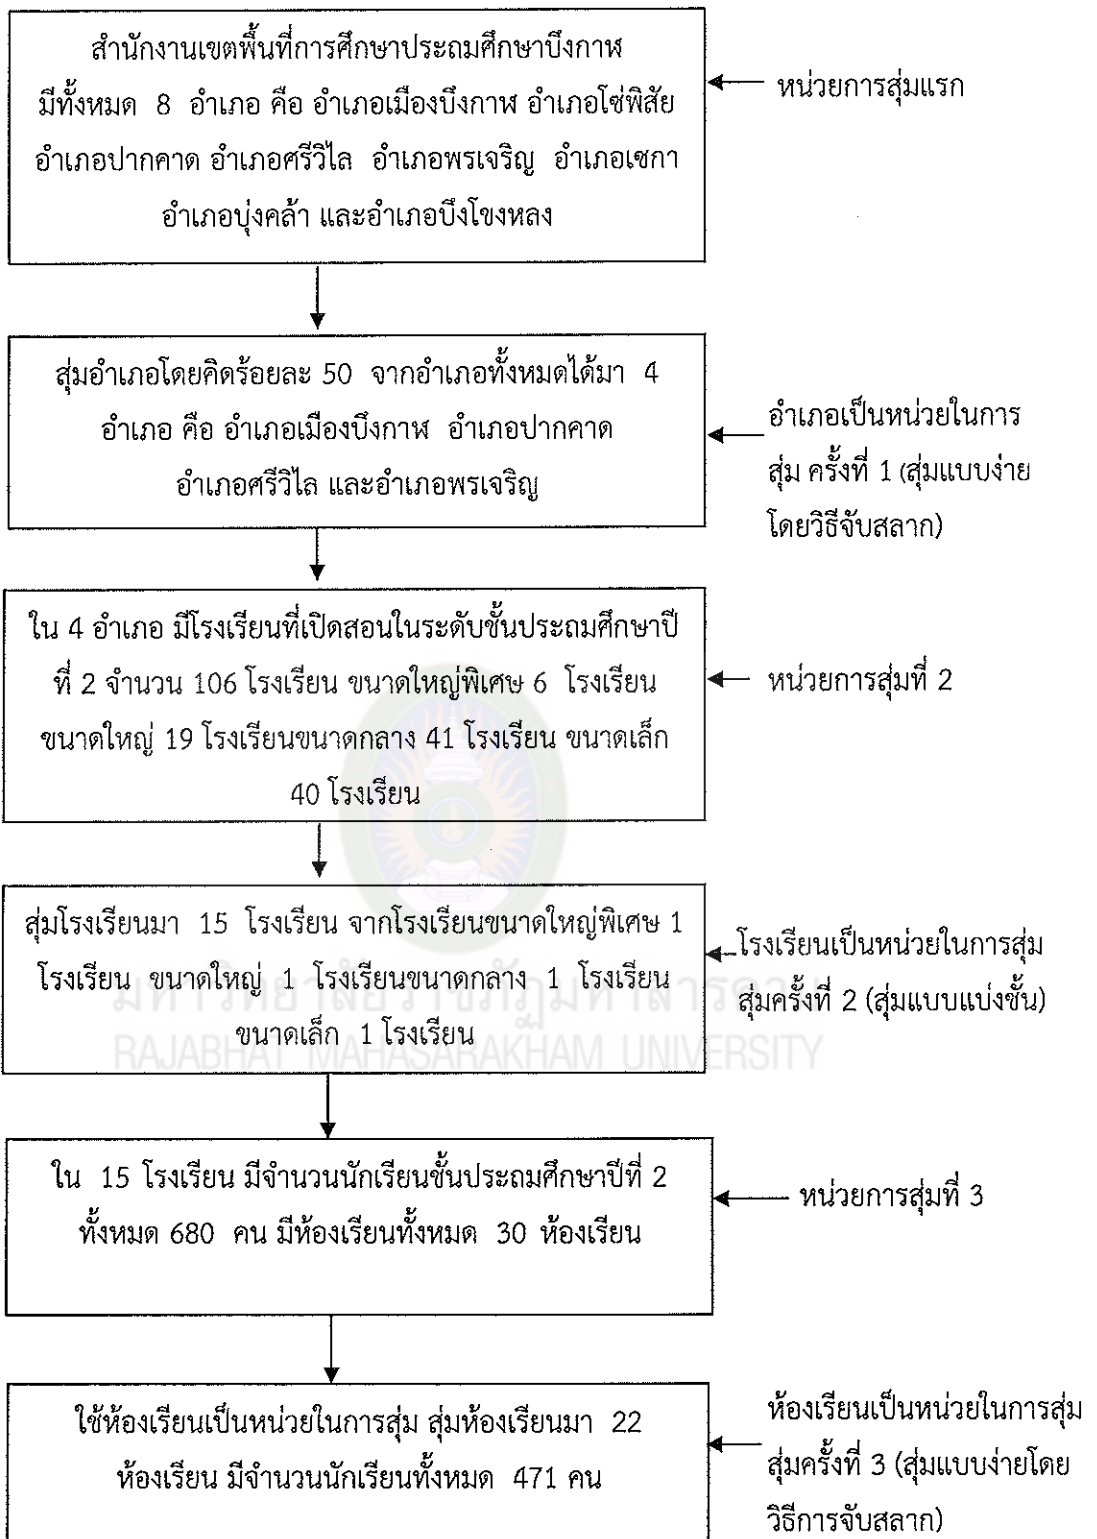 สำนักงานเขตพื้นที่การศึกษาประถมศึกษาบึงกาฬ
มีทั้งหมด 8 อำเภอ คือ อำเภอเมืองบึงกาฬ อำเภอโซ่พิสัย
อำเภอปากคาด อำเภอศรีวิไล อำเภอพรเจริญ อำเภอเซกา
อำเภอบุ่งคล้า และอำเภอบึงโขงหลง
หน่วยการสุ่มแรก
สุ่มอำเภอโดยคิดร้อยละ 50 จากอำเภอทั้งหมดได้มา 4
อำเภอ คือ อำเภอเมืองบึงกาฬ อำเภอปากคาด
อำเภอศรีวิไล และอำเภอพรเจริญ
อำเภอเป็นหน่วยในการ
สุ่ม ครั้งที่ 1 (สุ่มแบบง่าย
โดยวิธีจับสลาก)
ใน 4 อำเภอ มีโรงเรียนที่เปิดสอนในระดับชั้นประถมศึกษาปี
ที่ 2 จำนวน 106 โรงเรียน ขนาดใหญ่พิเศษ 6 โรงเรียน
ขนาดใหญ่ 19 โรงเรียนขนาดกลาง 41 โรงเรียน ขนาดเล็ก
40 โรงเรียน
หน่วยการสุ่มที่ 2
สุ่มโรงเรียนมา 15 โรงเรียน จากโรงเรียนขนาดใหญ่พิเศษ 1
โรงเรียน ขนาดใหญ่ 1 โรงเรียนขนาดกลาง 1 โรงเรียน
ขนาดเล็ก 1 โรงเรียน
โรงเรียนเป็นหน่วยในการสุ่ม
สุ่มครั้งที่ 2 (สุ่มแบบแบ่งชั้น)
มหาวิทยาลัยราชภัฏมหาสารคาม
RAJABHAT MAHASARAKHAM UNIVERSITY
ใน 15 โรงเรียน มีจำนวนนักเรียนชั้นประถมศึกษาปีที่ 2
ทั้งหมด 680 คน มีห้องเรียนทั้งหมด 30 ห้องเรียน
หน่วยการสุ่มที่ 3
ใช้ห้องเรียนเป็นหน่วยในการสุ่ม สุ่มห้องเรียนมา 22
ห้องเรียน มีจำนวนนักเรียนทั้งหมด 471 คน
ห้องเรียนเป็นหน่วยในการสุ่ม
สุ่มครั้งที่ 3 (สุ่มแบบง่ายโดย
วิธีการจับสลาก)